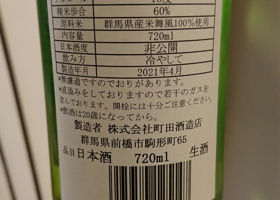 精米歩合 60%
原料米 群馬県産米舞風100%使用
内容量 720ml
日本酒度 非公開
飲み方 冷やして
製造年月 2021年4月
*無濾過ですのでおりがあります。
*直汲みをしておりますので若干のガスを
含んでおります。開栓には十分ご注意下さい。
*飲酒は20歳になってから。
製造者 株式会社町田酒造店
群馬県前橋市駒形町65
品目 日本酒 720ml 生酒